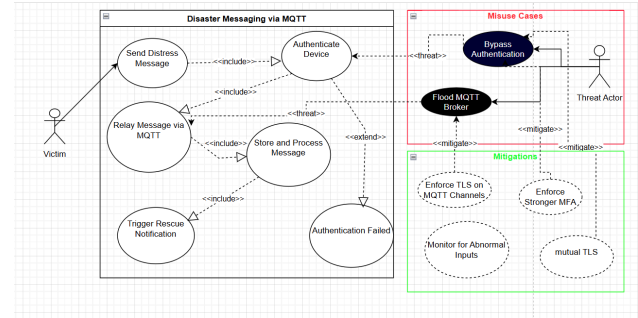 Disaster Messaging via MQTT
Misuse Cases
Send Distress
Message
Authenticate
Device
<<include>>
<<threat>>
Bypass
Authentication
Threat Actor
<<include>>
Flood MQTT
Broker
<<threat>>
Victim
Relay Message via
MQTT
<<include>>
Store and Process
Message
<<extend>>
<<mitigate>>
<<mitigate>>
<<mitigate>>
Mitigations
<<include>>
Enforce TLS on
MQTT Channels
Enforce
Stronger MFA
Trigger Rescue
Notification
Authentication Failed
Monitor for Abnormal
Inputs
mutual TLS